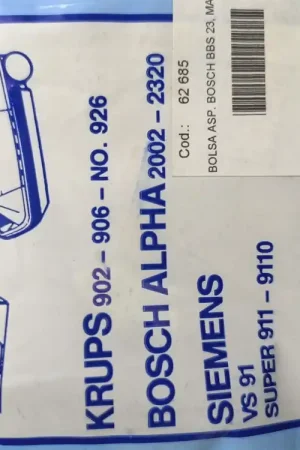 KRUPS 902 - 906 - NO. 926
BOSCH ALPHA 2002 - 2320
SIEMENS
VS 91
SUPER 911 - 9110
Cod.: 62 685
BOLSA ASP. BOSCH BBS 23, MA